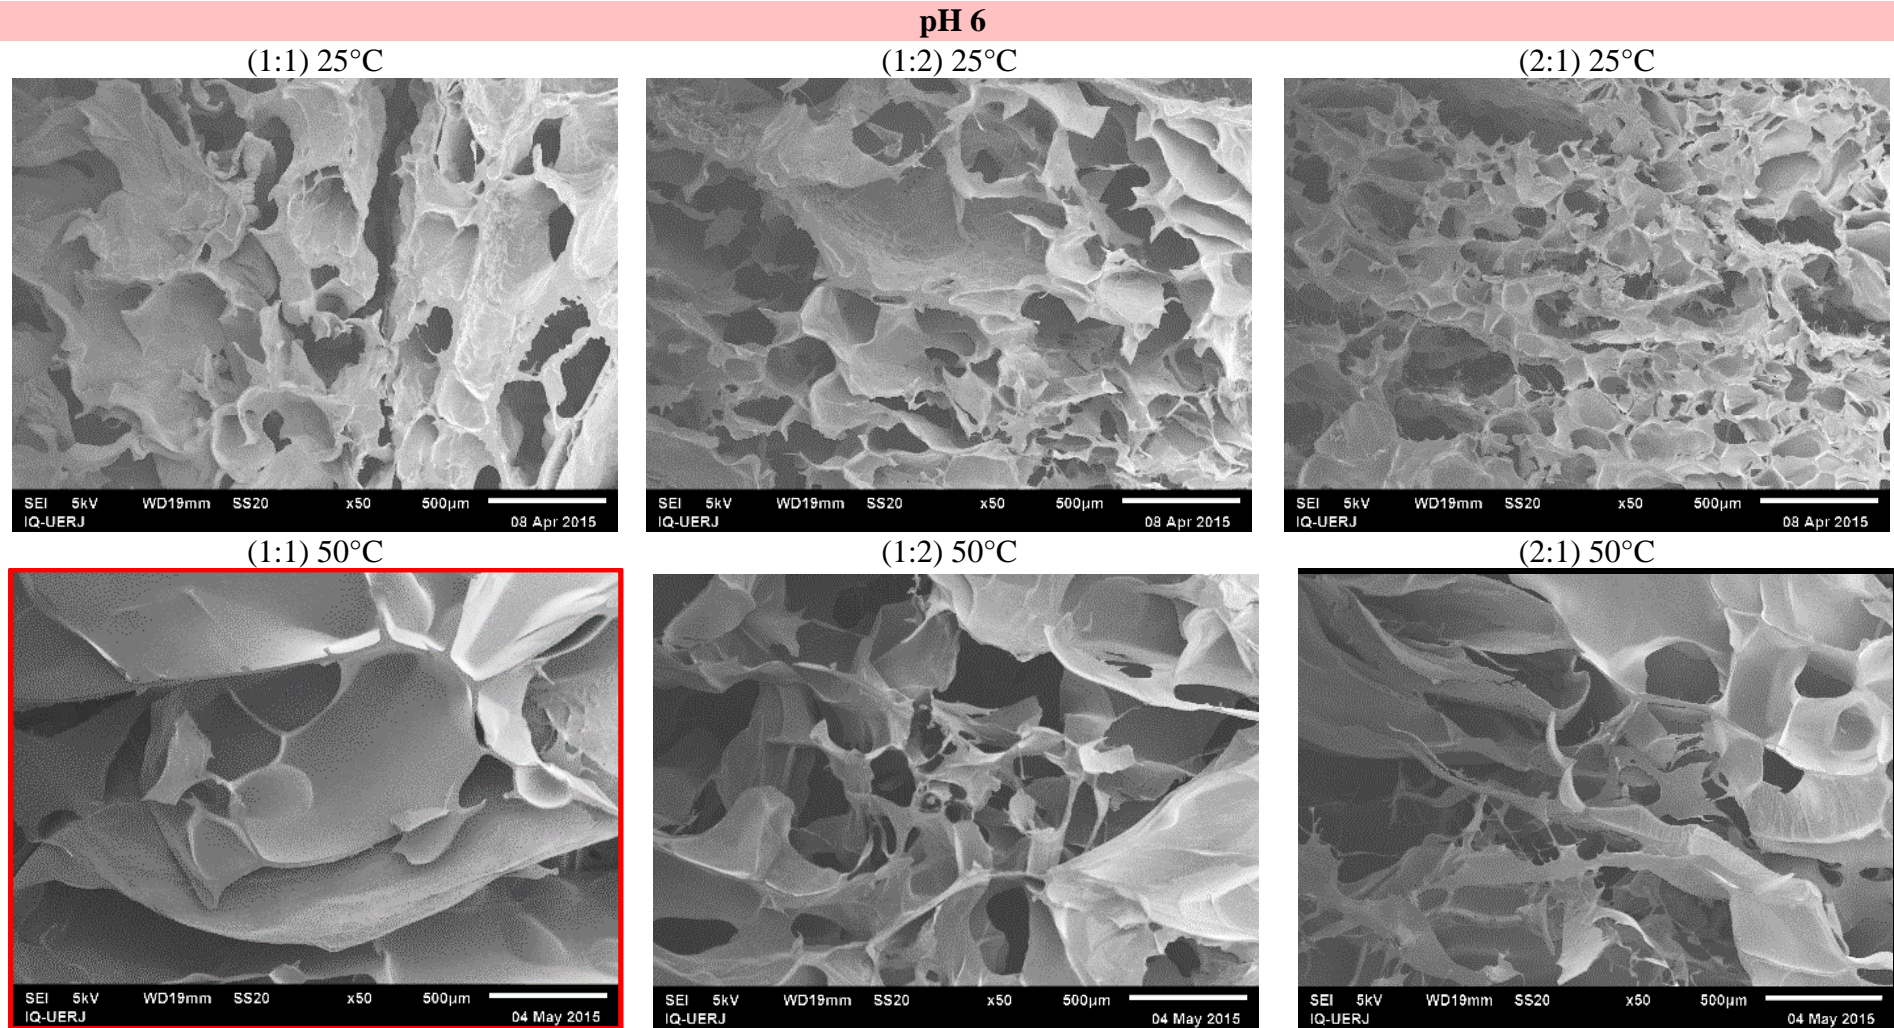 pH 6
(1:1) 25°C
(1:2) 25°C
(2:1) 25°C
SEI 5kV WD19mm SS20 x50 500µm
IQ-UERJ 08 Apr 2015
SEI 5kV WD19mm SS20 x50 500µm
IQ-UERJ 08 Apr 2015
SEI 5kV WD19mm SS20 x50 500µm
IQ-UERJ 08 Apr 2015
(1:1) 50°C
(1:2) 50°C
(2:1) 50°C
SEI 5kV WD19mm SS20 x50 500µm
IQ-UERJ 04 May 2015
SEI 5kV WD19mm SS20 x50 500µm
IQ-UERJ 04 May 2015
SEI 5kV WD19mm SS20 x50 500µm
IQ-UERJ 04 May 2015